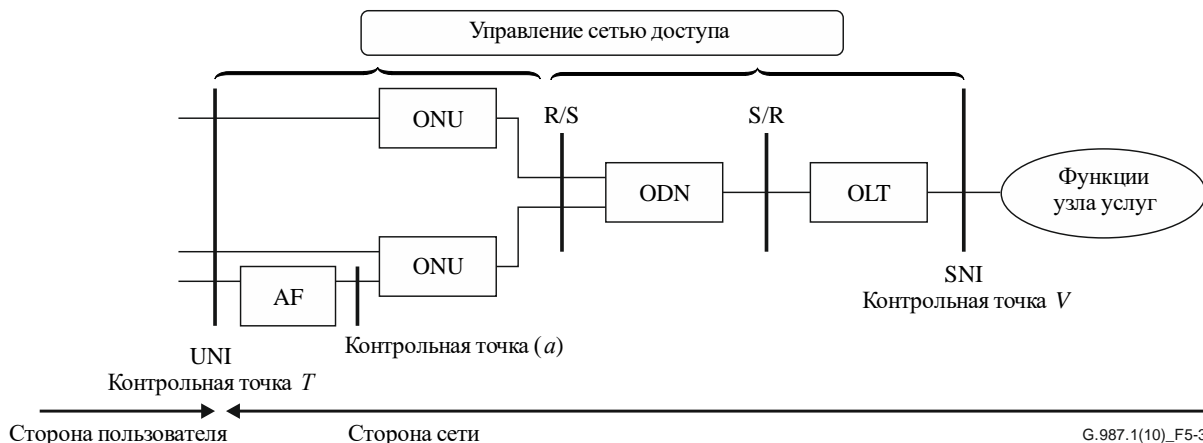 Управление сетью доступа
ONU
R/S
S/R
ODN
OLT
Функции
узла услуг
ONU
AF
SNI
Контрольная точка V
Контрольная точка (a)
UNI
Контрольная точка T
Сторона пользователя
Сторона сети
G.987.1(10)_F5-3